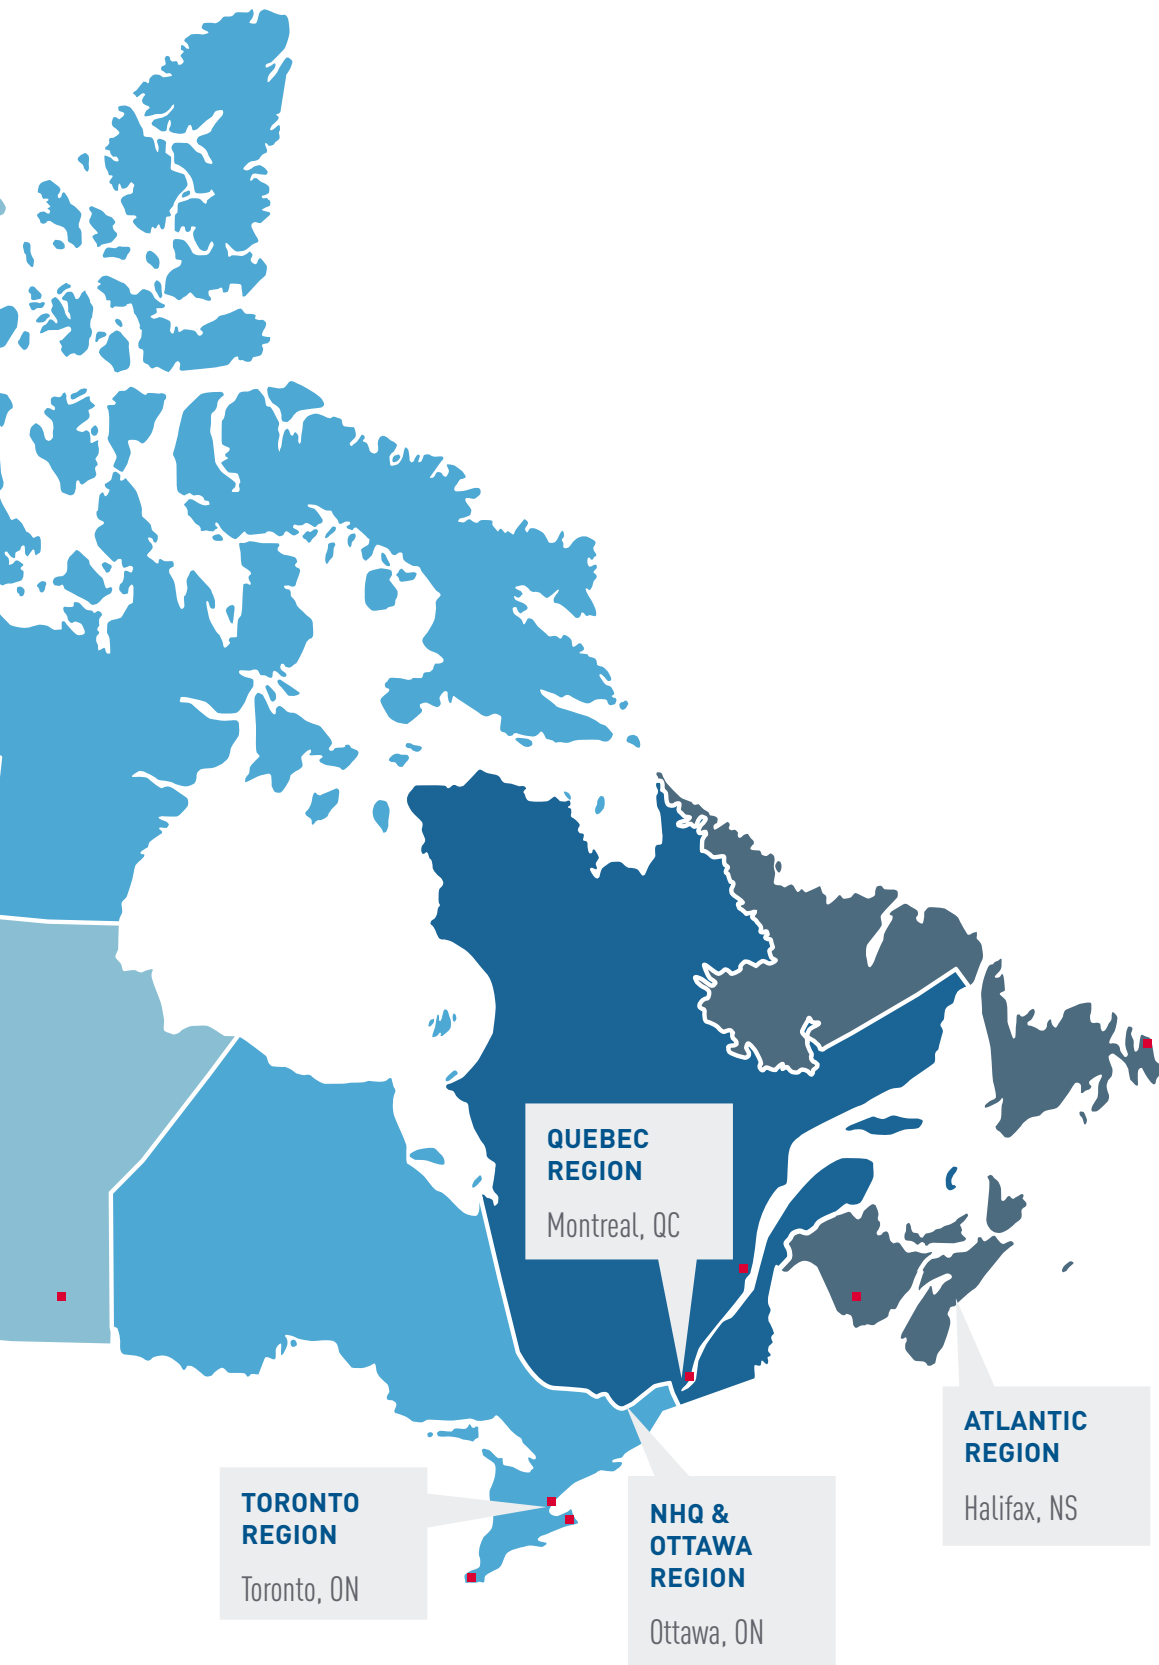 QUEBEC
REGION
Montreal, QC
ATLANTIC
REGION
Halifax, NS
TORONTO
REGION
Toronto, ON
NHQ &
OTTAWA
REGION
Ottawa, ON